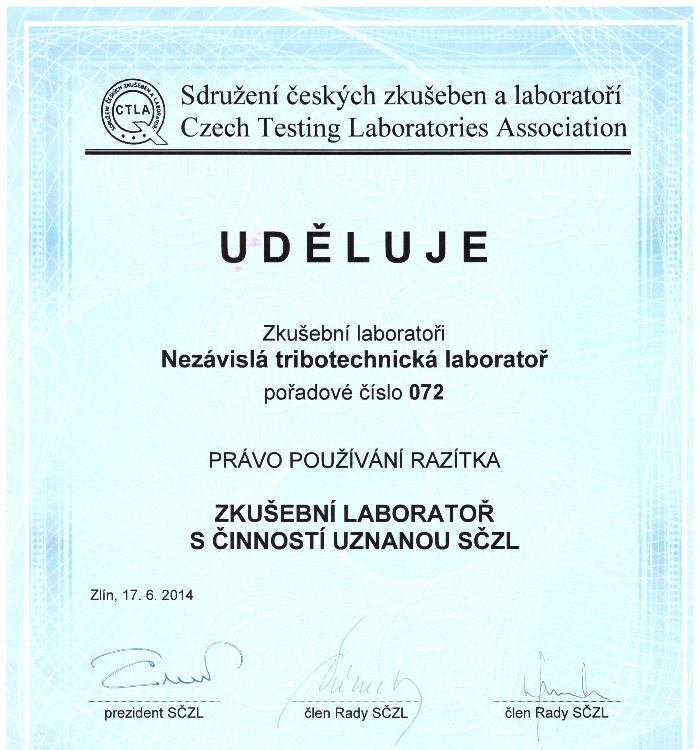 Sdružení českých zkušeben a laboratoří
CTLA
Czech Testing Laboratories Association
UDĚLUJE
Zkušební laboratoři
Nezávislá tribotechnická laboratoř
pořadové číslo 072
PRÁVO POUŽÍVÁNÍ RAZÍTKA
ZKUŠEBNÍ LABORATOŘ
S ČINNOSTÍ UZNANOU SČZL
Zlín, 17. 6. 2014
prezident SČZL
člen Rady SČZL
člen Rady SČZL